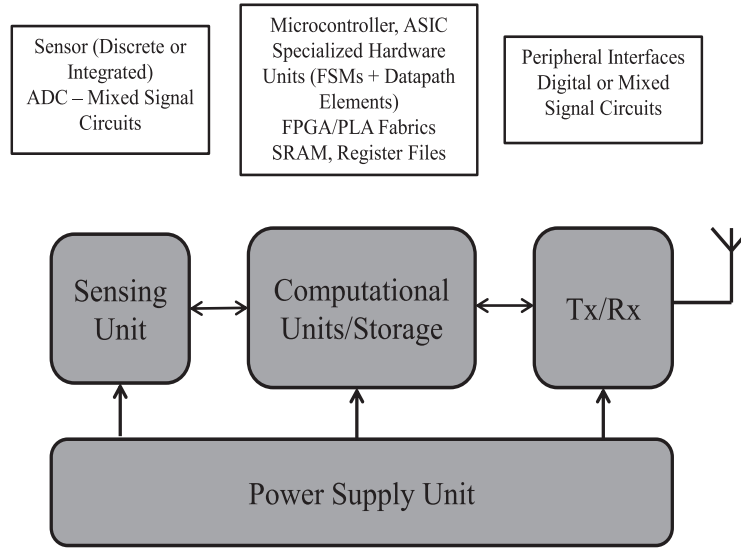 Sensor (Discrete or
Integrated)
ADC – Mixed Signal
Circuits
Microcontroller, ASIC
Specialized Hardware
Units (FSMs + Datapath
Elements)
FPGA/PLA Fabrics
SRAM, Register Files
Peripheral Interfaces
Digital or Mixed
Signal Circuits
Sensing
Unit
Computational
Units/Storage
Tx/Rx
Power Supply Unit